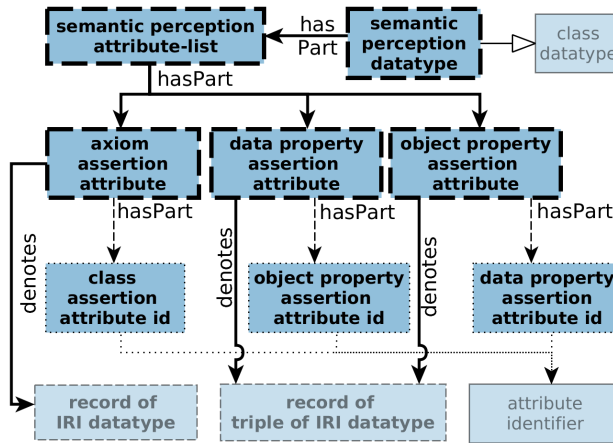 semantic perception
attribute-list
has
Part
semantic
perception
datatype
class
datatype
hasPart
axiom
assertion
attribute
data property
assertion
attribute
object property
assertion
attribute
hasPart
hasPart
hasPart
denotes
denotes
denotes
class
assertion
attribute id
object property
assertion
attribute id
data property
assertion
attribute id
record of
IRI datatype
record of
triple of IRI datatype
attribute
identifier